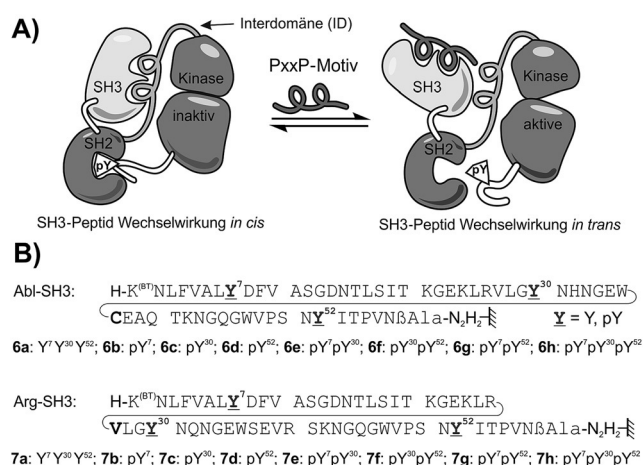 A)
Interdomäne (ID)
PxxP-Motiv
SH3
Kinase
inaktiv
SH2
pY
SH3
Kinase
aktive
SH2
pY
SH3-Peptid Wechselwirkung in cis
SH3-Peptid Wechselwirkung in trans
B)
Abl-SH3: H-K(BT)NLFVALY7DFV ASGDNTLSIT KGEKLRVLGY30 NHNGEW
CEAQ TKNGQGWVPS NY52ITPVNßAla-N2H2 Y = Y, pY
6a: Y7Y30Y52; 6b: pY7; 6c: pY30; 6d: pY52; 6e: pY7pY30; 6f: pY30pY52; 6g: pY7pY52; 6h: pY7pY30pY52
Arg-SH3: H-K(BT)NLFVALY7DFV ASGDNTLSIT KGEKLR
VLGY30 NQNGEWSEVR SKNGQGWVPS NY52ITPVNßAla-N2H2
7a: Y7Y30Y52; 7b: pY7; 7c: pY30; 7d: pY52; 7e: pY7pY30; 7f: pY30pY52; 7g: pY7pY52; 7h: pY7pY30pY52